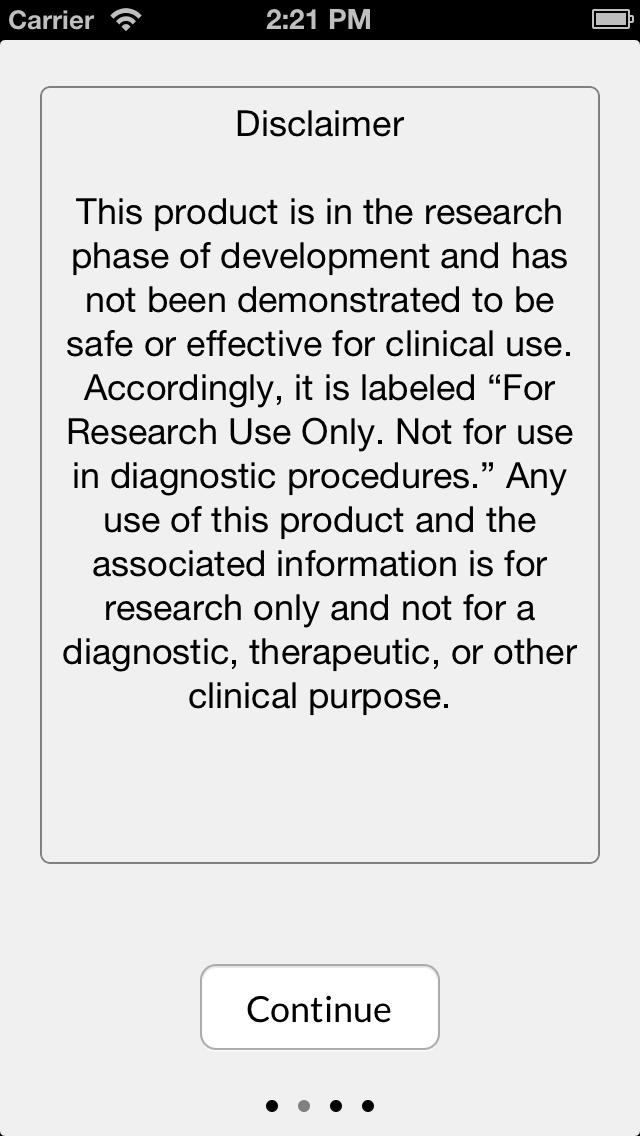 Carrier 2:21 PM
Disclaimer
This product is in the research
phase of development and has
not been demonstrated to be
safe or effective for clinical use.
Accordingly, it is labeled “For
Research Use Only. Not for use
in diagnostic procedures.” Any
use of this product and the
associated information is for
research only and not for a
diagnostic, therapeutic, or other
clinical purpose.
Continue